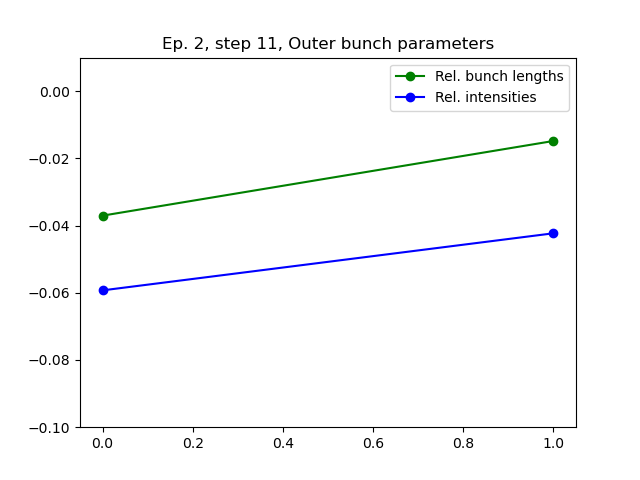 Ep. 2, step 11, Outer bunch parameters
Rel. bunch lengths
Rel. intensities
0.00
−0.02
−0.04
−0.06
−0.08
−0.10
0.0 0.2 0.4 0.6 0.8 1.0